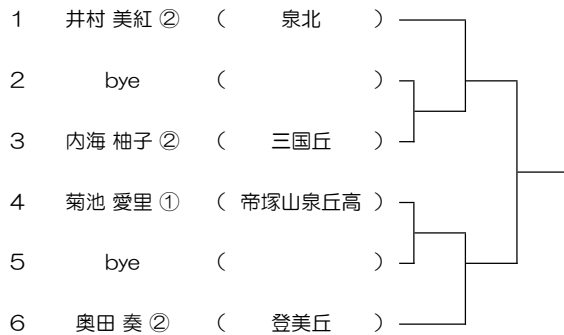 1 井村 美紅 ② ( 泉北 )
2 bye ( )
3 内海 柚子 ② ( 三国丘 )
4 菊池 愛里 ① ( 帝塚山泉丘高 )
5 bye ( )
6 奥田 奏 ② ( 登美丘 )